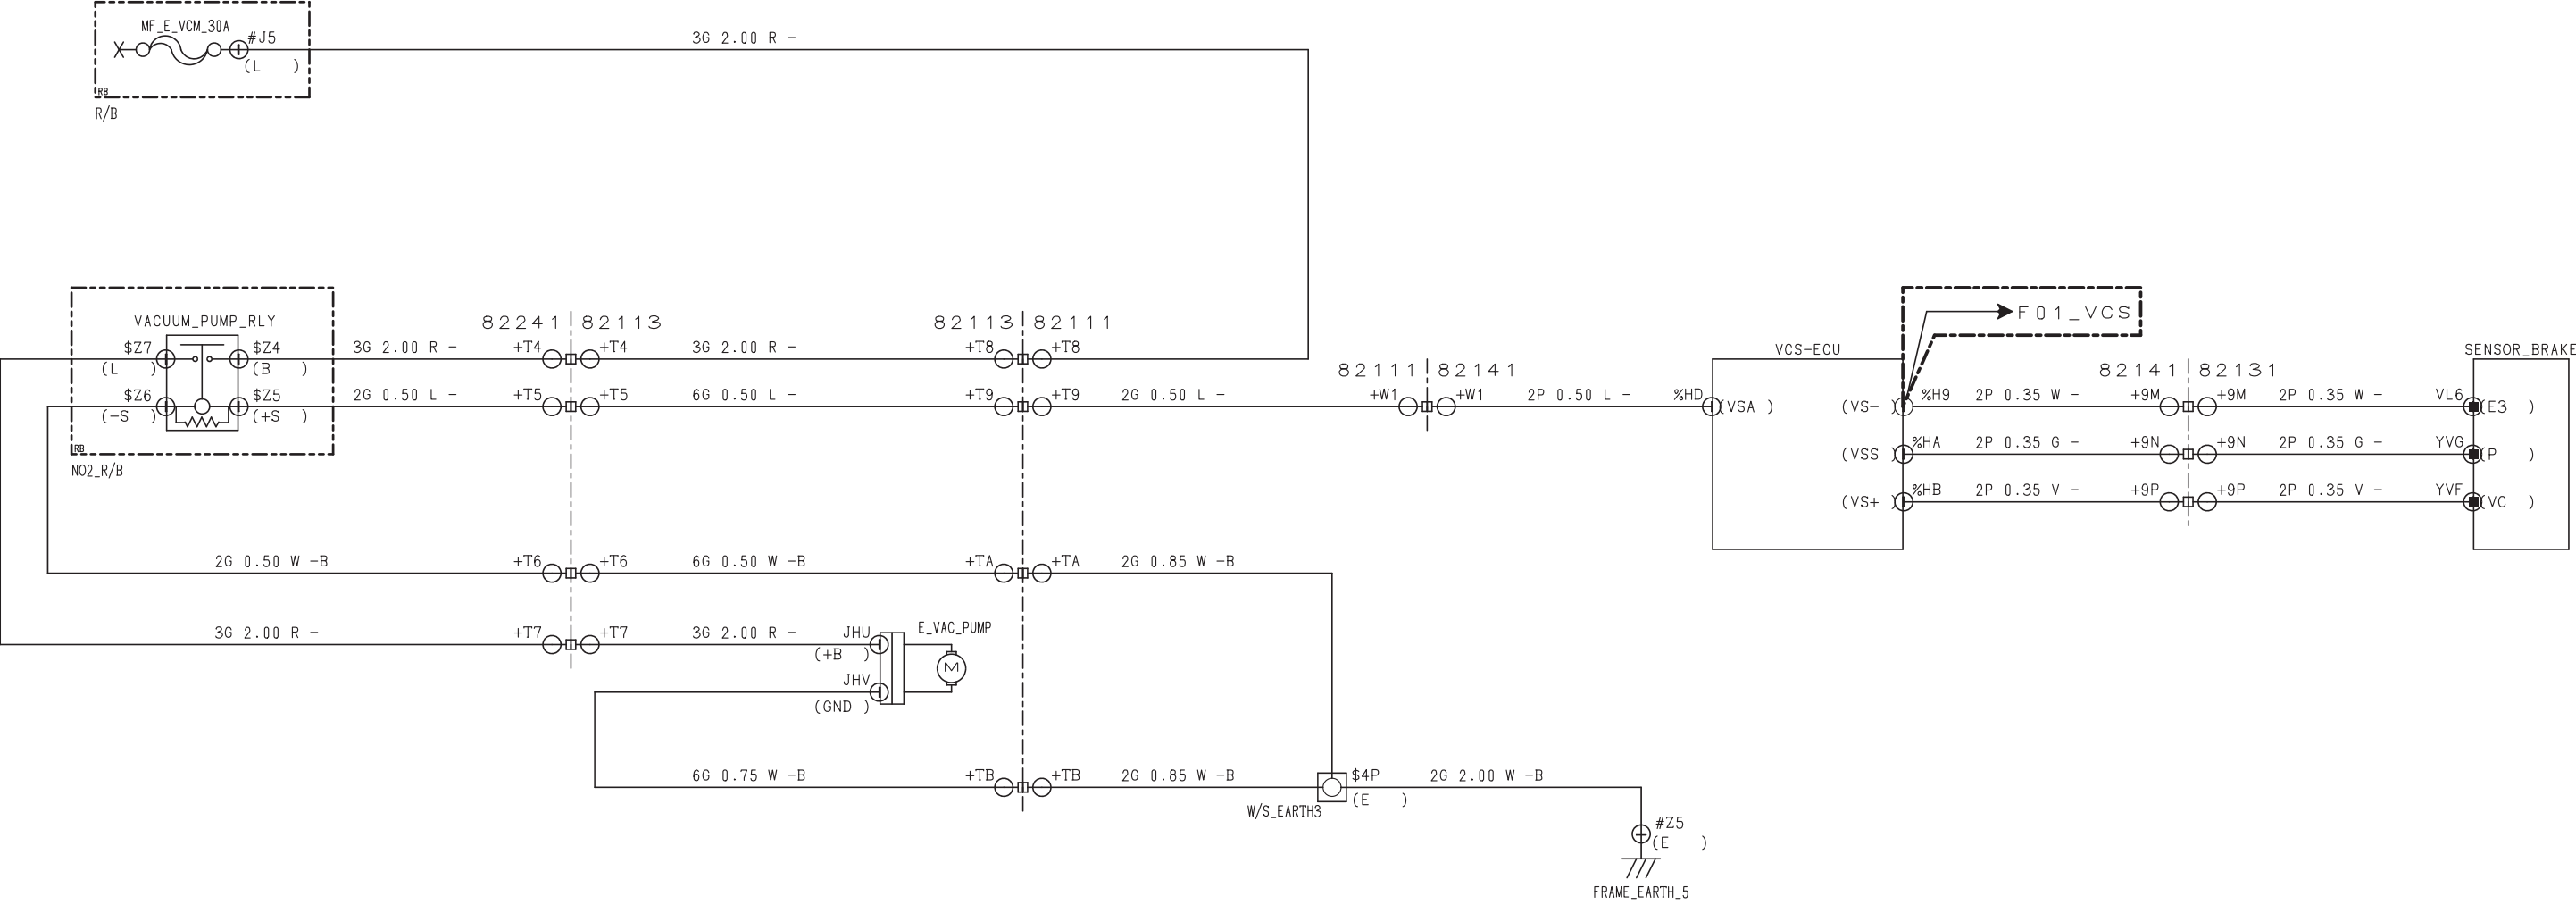 MF_E_VCM_30A
#J5
(L )
RB
R/B
3G 2.00 R -
VACUUM_PUMP_RLY
$Z7
(L )
$Z4
(B )
$Z6
(-S )
$Z5
(+S )
RB
NO2_R/B
82241 82113
82113 82111
3G 2.00 R -
+T4
+T4
3G 2.00 R -
+T8
+T8
2G 0.50 L -
+T5
+T5
6G 0.50 L -
+T9
+T9
2G 0.50 L -
82111 82141
+W1
+W1
2P 0.50 L -
%HD
(VSA )
VCS-ECU
F01_VCS
(VS- )
%H9
2P 0.35 W -
82141 82131
+9M
+9M
2P 0.35 W -
VL6
(E3 )
SENSOR_BRAKE
(VSS )
%HA
2P 0.35 G -
+9N
+9N
2P 0.35 G -
YVG
(P )
(VS+ )
%HB
2P 0.35 V -
+9P
+9P
2P 0.35 V -
YVF
(VC )
2G 0.50 W -B
+T6
+T6
6G 0.50 W -B
+TA
+TA
2G 0.85 W -B
3G 2.00 R -
+T7
+T7
3G 2.00 R -
JHU
(+B )
E_VAC_PUMP
M
JHV
(GND )
6G 0.75 W -B
+TB
+TB
2G 0.85 W -B
$4P
(E )
W/S_EARTH3
2G 2.00 W -B
#Z5
(E )
FRAME_EARTH_5